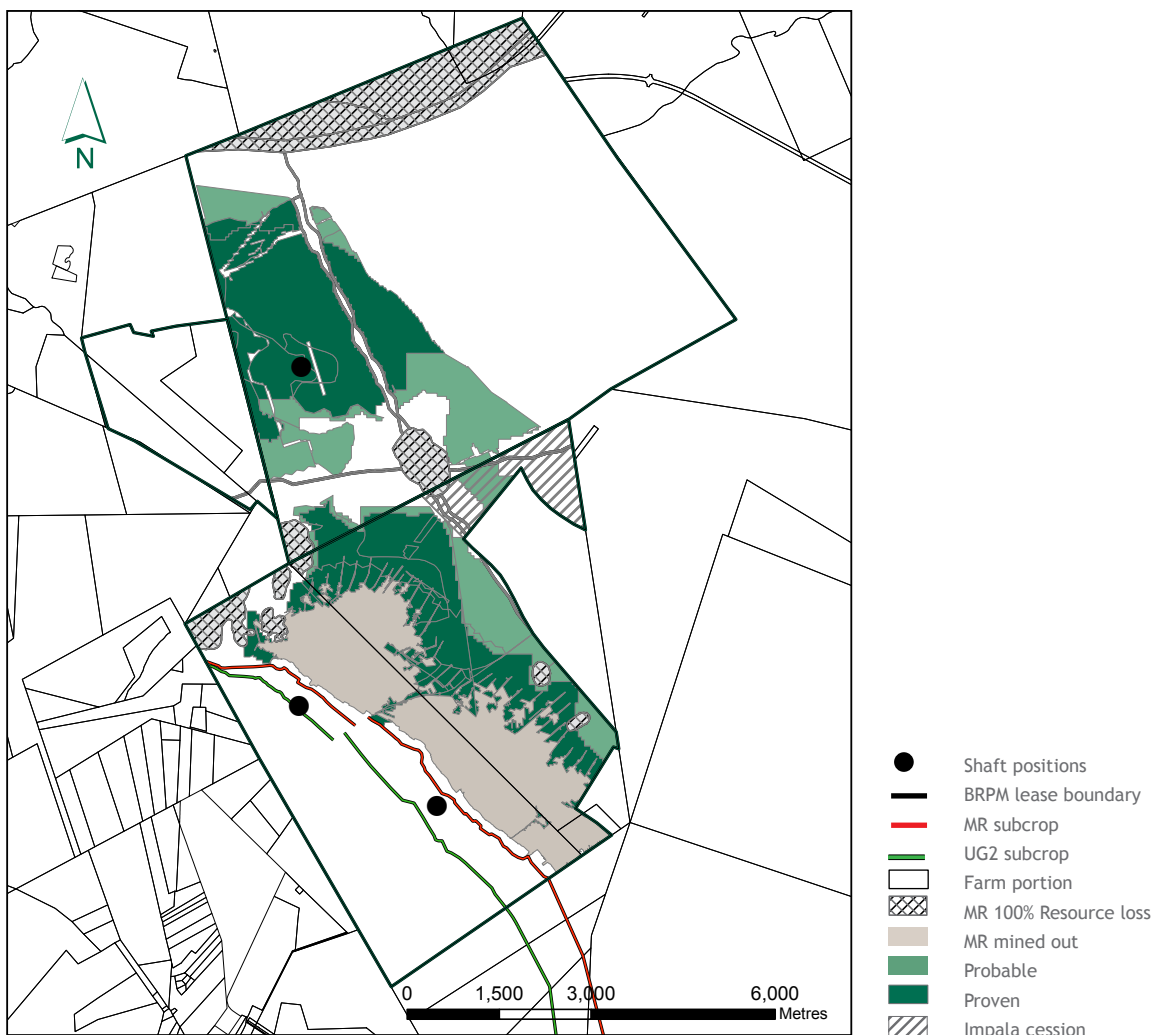 N
0 1,500 3,000 6,000
Metres
Shaft positions
BRPM lease boundary
MR subcrop
UG2 subcrop
Farm portion
MR 100% Resource loss
MR mined out
Probable
Proven
Impala cession